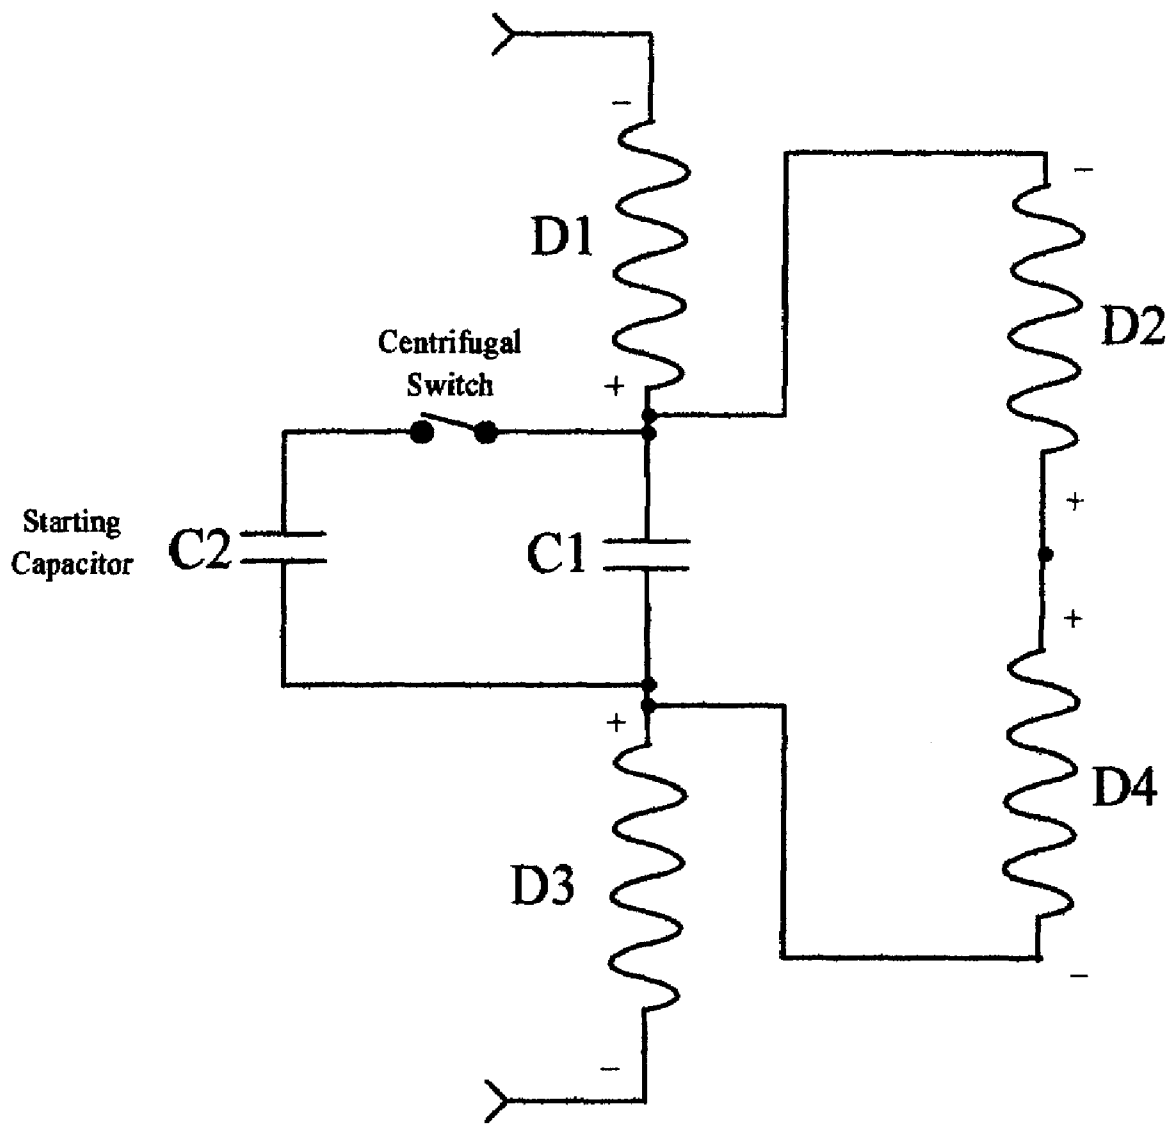 −
−
D1
D2
Centrifugal
Switch
+
+
Starting
Capacitor
C2
C1
+
+
D4
D3
−
−